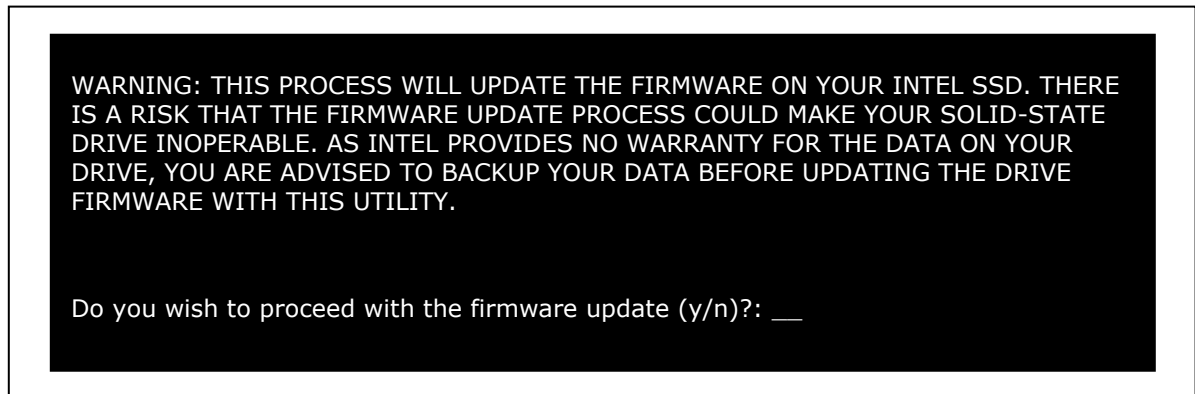 WARNING: THIS PROCESS WILL UPDATE THE FIRMWARE ON YOUR INTEL SSD. THERE
IS A RISK THAT THE FIRMWARE UPDATE PROCESS COULD MAKE YOUR SOLID-STATE
DRIVE INOPERABLE. AS INTEL PROVIDES NO WARRANTY FOR THE DATA ON YOUR
DRIVE, YOU ARE ADVISED TO BACKUP YOUR DATA BEFORE UPDATING THE DRIVE
FIRMWARE WITH THIS UTILITY.
Do you wish to proceed with the firmware update (y/n)?: __